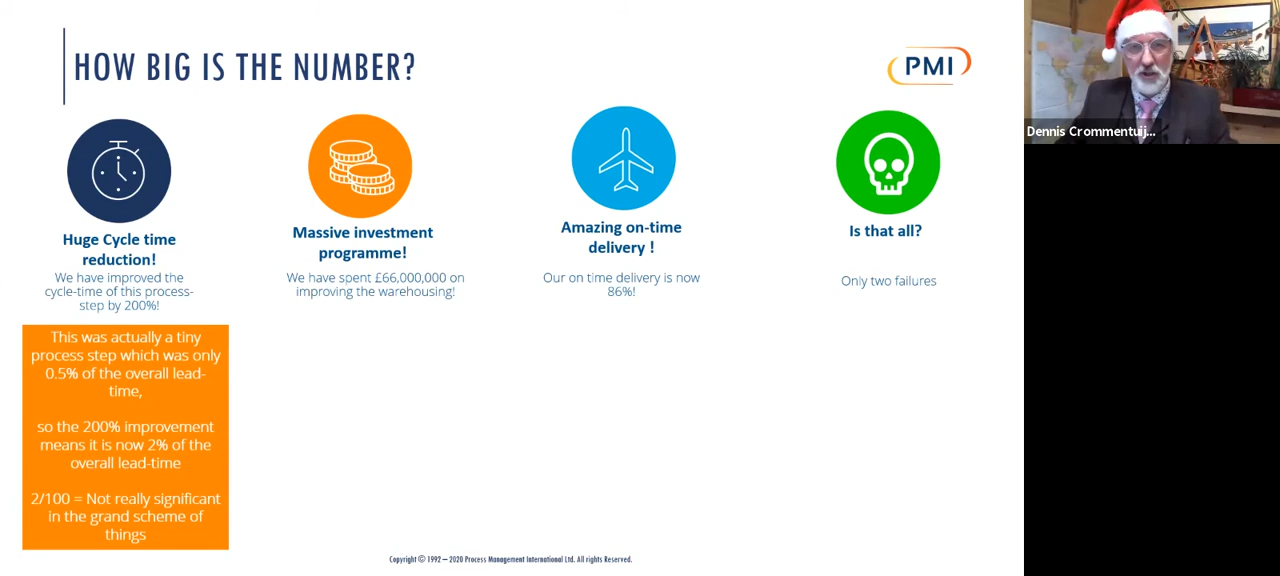 HOW BIG IS THE NUMBER?
PMI
Dennis Crommentuij...
Huge Cycle time
reduction!
We have improved the
cycle-time of this process-
step by 200%!
Massive investment
programme!
We have spent £66,000,000 on
improving the warehousing!
Amazing on-time
delivery !
Our on time delivery is now
86%!
Is that all?
Only two failures
This was actually a tiny
process step which was only
0.5% of the overall lead-
time,
so the 200% improvement
means it is now 2% of the
overall lead-time
2/100 = Not really significant
in the grand scheme of
things
Copyright © 1992 — 2020 Process Management International Ltd. All rights Reserved.